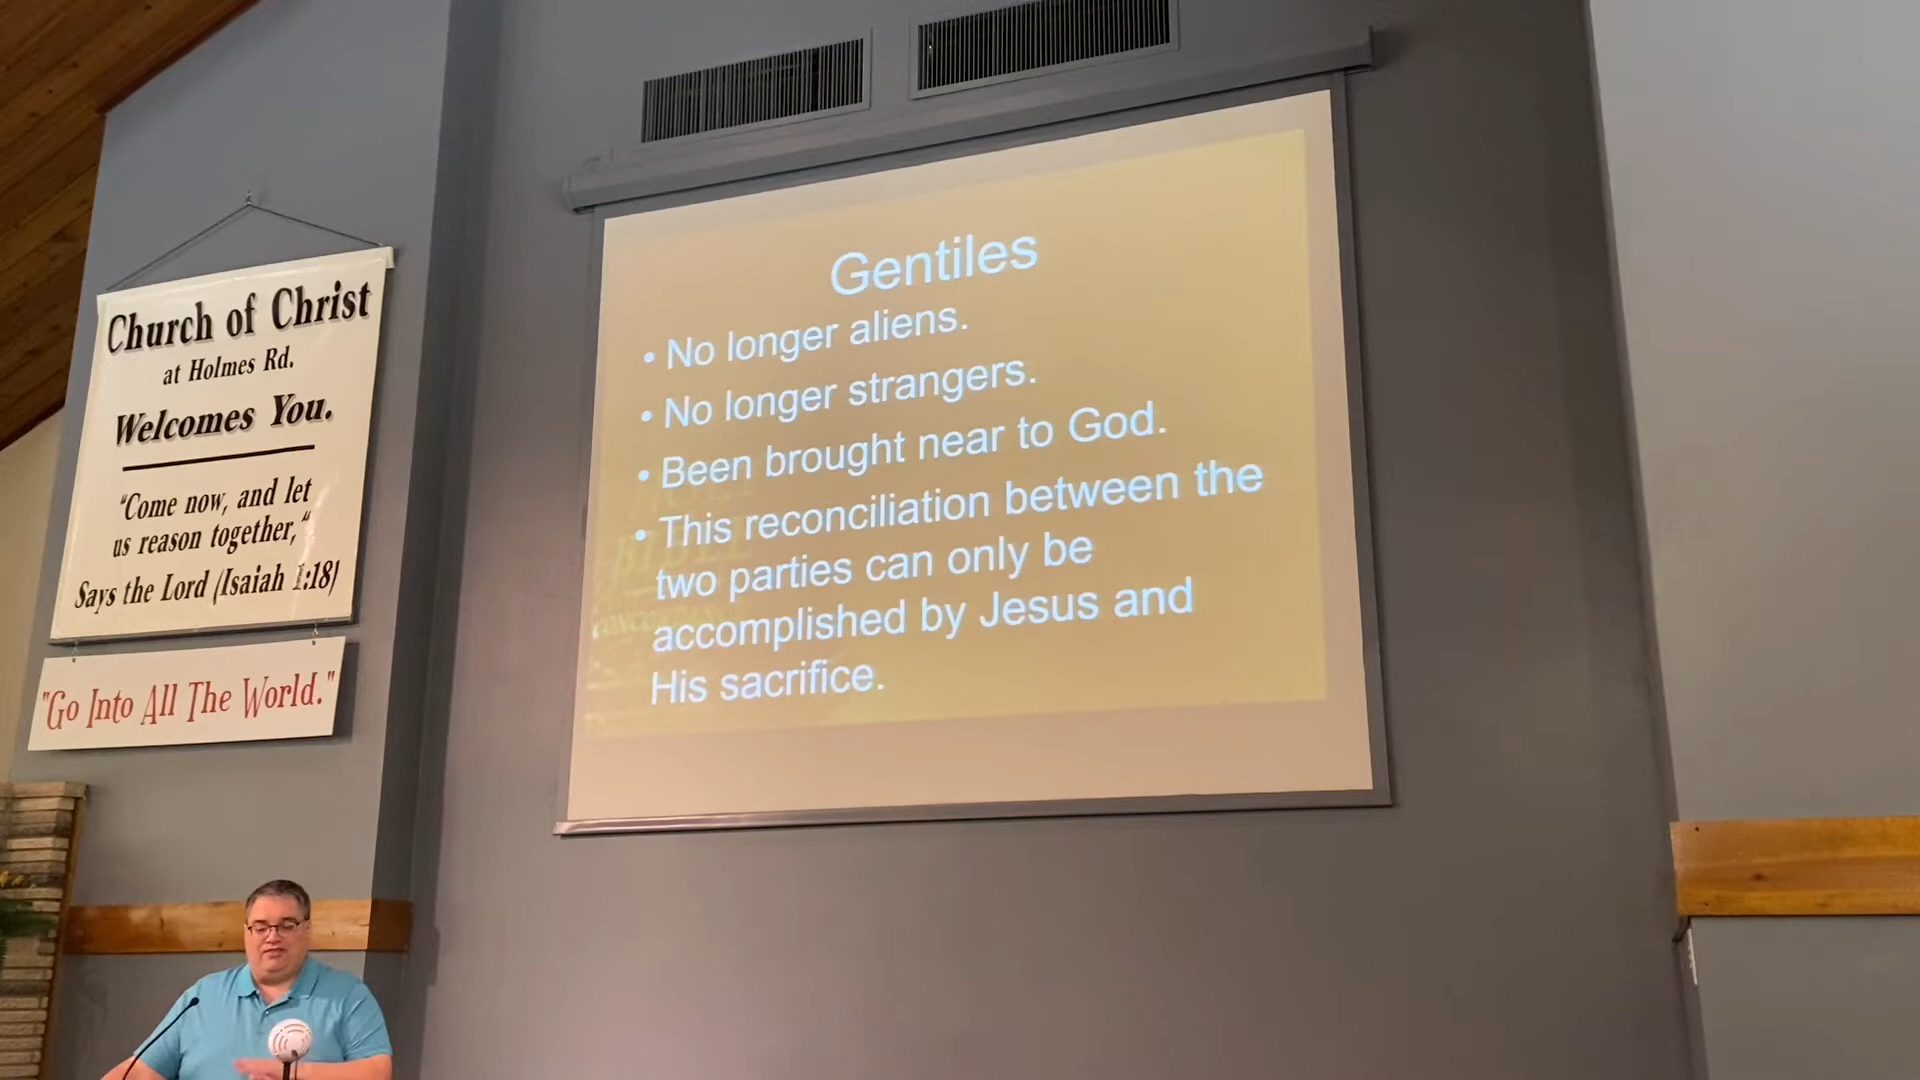 Church of Christ
at Holmes Rd.
Welcomes You.
"Come now, and let
us reason together,"
Says the Lord (Isaiah 1:18)
"Go Into All The World."
Gentiles
• No longer aliens.
• No longer strangers.
• Been brought near to God.
• This reconciliation between the
two parties can only be
accomplished by Jesus and
His sacrifice.